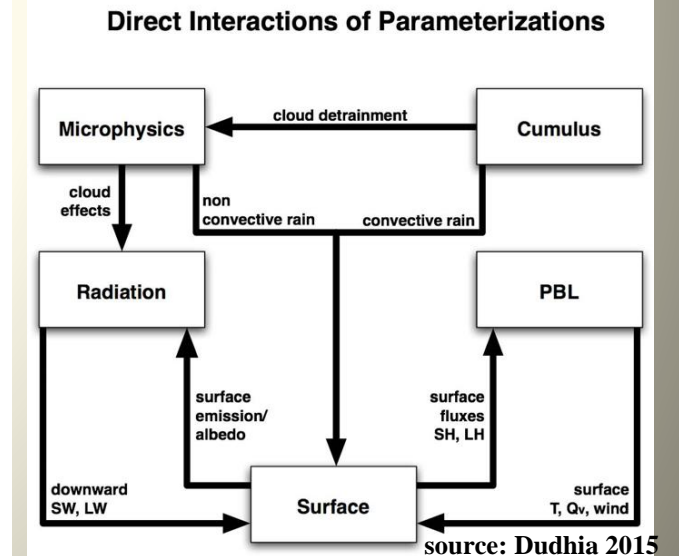 Direct Interactions of Parameterizations
Microphysics
cloud detrainment
Cumulus
cloud
effects
non
convective rain
convective rain
Radiation
PBL
surface
emission/
albedo
surface
fluxes
SH, LH
downward
SW, LW
Surface
surface
T, Qv, wind
source: Dudhia 2015